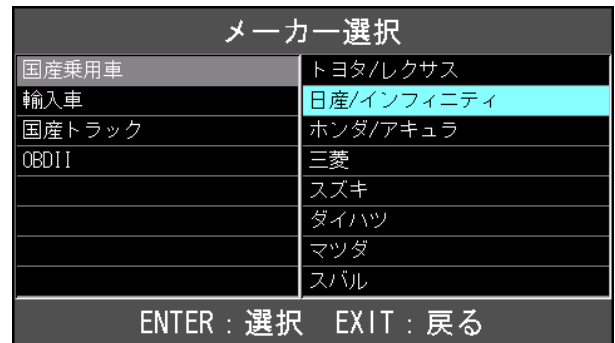 メーカー選択
国産乗用車
輸入車
国産トラック
OBDII
トヨタ/レクサス
日産/インフィニティ
ホンダ/アキュラ
三菱
スズキ
ダイハツ
マツダ
スバル
ENTER：選択　EXIT：戻る